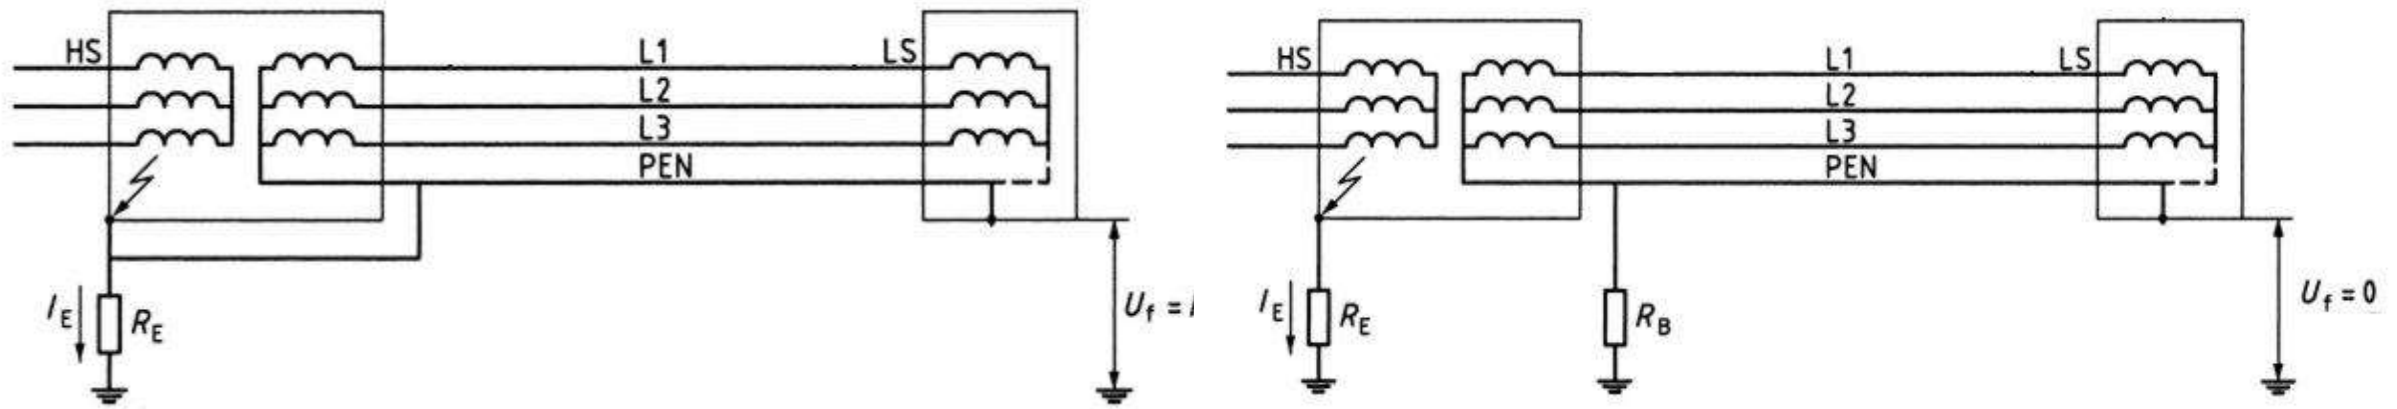 HS
L1
LS
L2
L3
PEN
I_E
R_E
U_f =
HS
L1
LS
L2
L3
PEN
I_E
R_E
R_B
U_f = 0